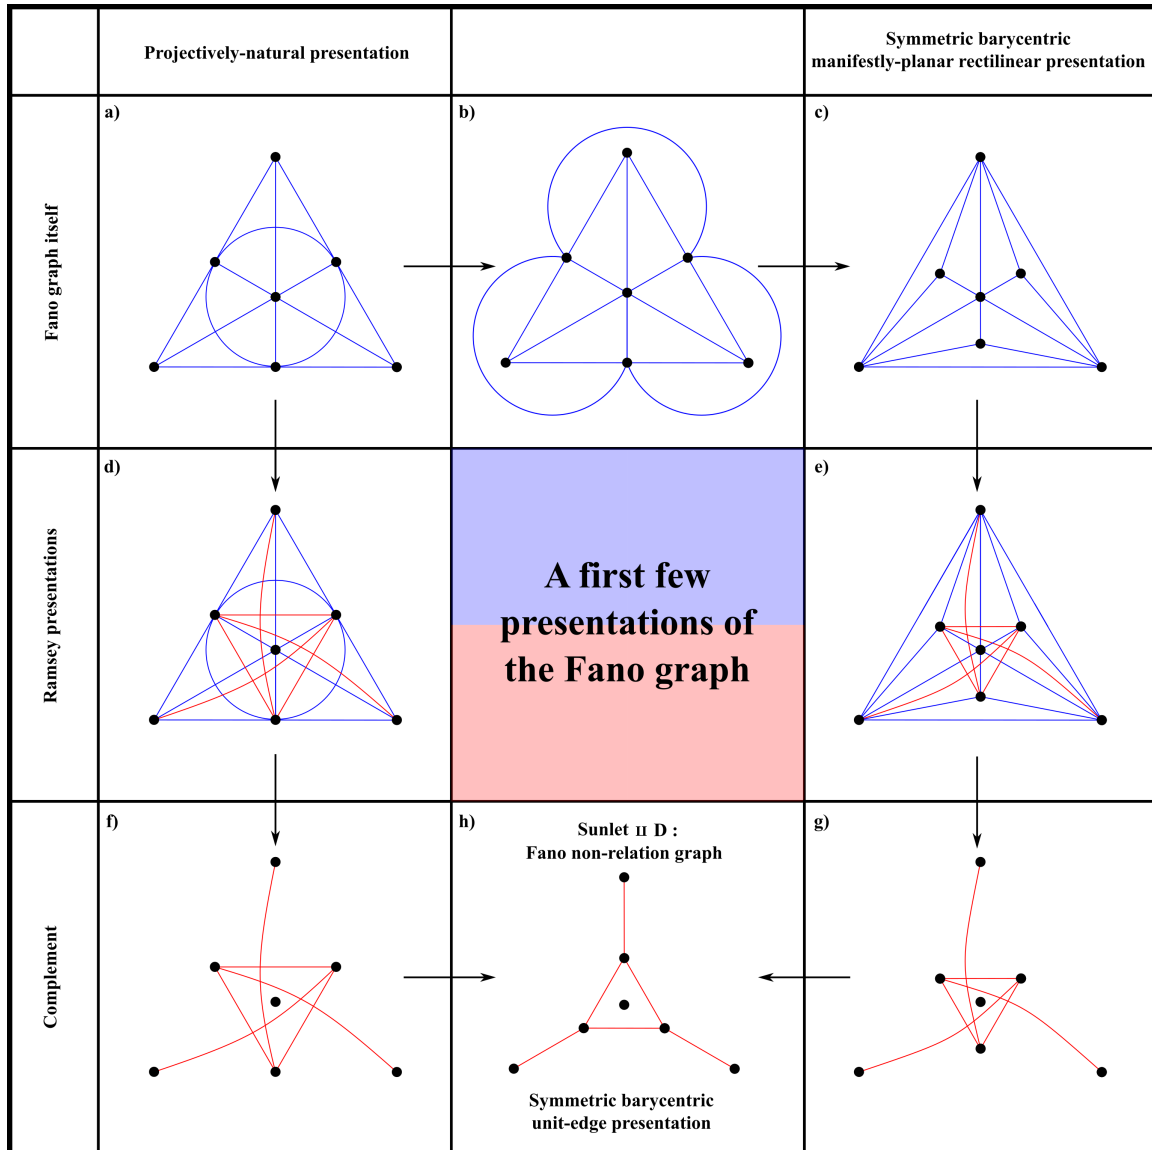 Projectively-natural presentation
Symmetric barycentric
manifestly-planar rectilinear presentation
Fano graph itself
a)
b)
c)
Ramsey presentations
d)
A first few
presentations of
the Fano graph
e)
Complement
f)
h)
Sunlet ⨿ D :
Fano non-relation graph
Symmetric barycentric
unit-edge presentation
g)